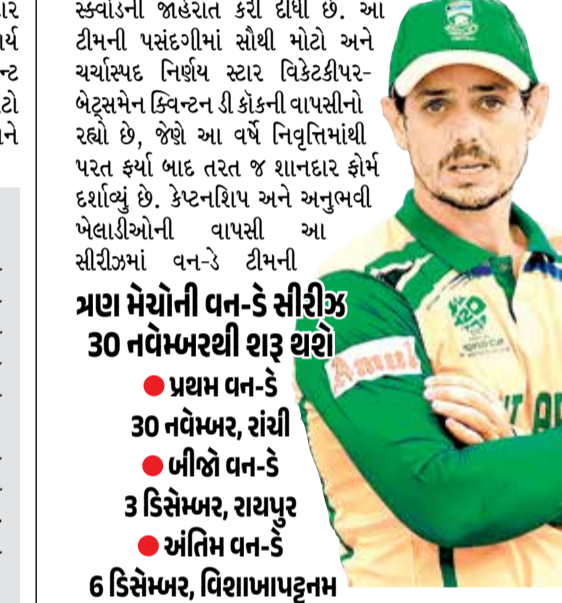 સ્ક્વોડની જાહેરાત કરી દીધી છે. આ
ટીમની પસંદગીમાં સૌથી મોટો અને
ચર્ચાસ્પદ નિર્ણય સ્ટાર વિકેટકીપર-
બેટ્સમેન ક્વિન્ટન ડી કૉકની વાપસીનો
રહ્યો છે, જેણે આ વર્ષે નિવૃત્તિમાંથી
પરત ફર્યા બાદ તરત જ શાનદાર ફોર્મ
દર્શાવ્યું છે. કેપ્ટનશિપ અને અનુભવી
ખેલાડીઓની વાપસી આ
સીરીઝમાં વન-ડે ટીમની
ત્રણ મેચોની વન-ડે સીરીઝ
30 નવેમ્બરથી શરૂ થશે
● પ્રથમ વન-ડે
30 નવેમ્બર, રાંચી
● બીજો વન-ડે
3 ડિસેમ્બર, રાયપુર
● અંતિમ વન-ડે
6 ડિસેમ્બર, વિશાખાપટ્ટનમ
Amul